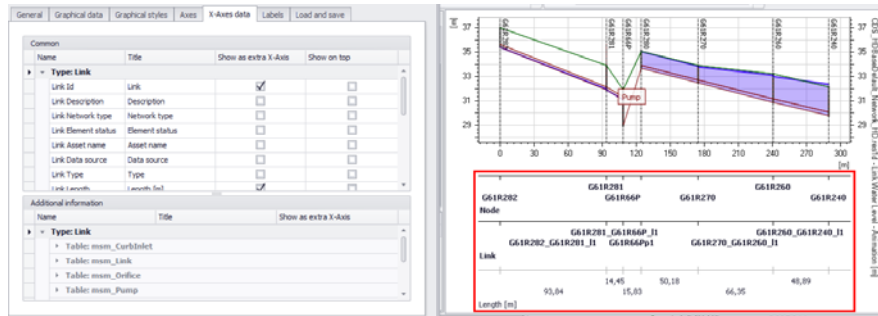 General Graphical data Graphical styles Axes X-Axes data Labels Load and save
Common
Name Title Show as extra X-Axis Show on top
Type: Link
Link Id Link
Link Description Description
Link Network type Network type
Link Element status Element status
Link Asset name Asset name
Link Data source Data source
Link Type Type
Link Length Length [m]
Additional information
Name Title Show as extra X-Axis
Type: Link
Table: msm_CurbInlet
Table: msm_Link
Table: msm_Orifice
Table: msm_Pump
[m]
37
35
33
31
29
G61R281
G61R66P
G61R280
G61R270
G61R260
G61R240
Pump
37
35
33
31
29
0 30 60 90 120 150 180 210 240 270 300
[m]
G61R281 G61R260
G61R282 G61R66P G61R270 G61R240
Node
G61R281_G61R66P_l1 G61R260_G61R240_l1
G61R282_G61R281_l1 G61R66Pp1 G61R270_G61R260_l1
Link
14,45 50,18 48,89
93,84 15,83 66,35
Length [m]